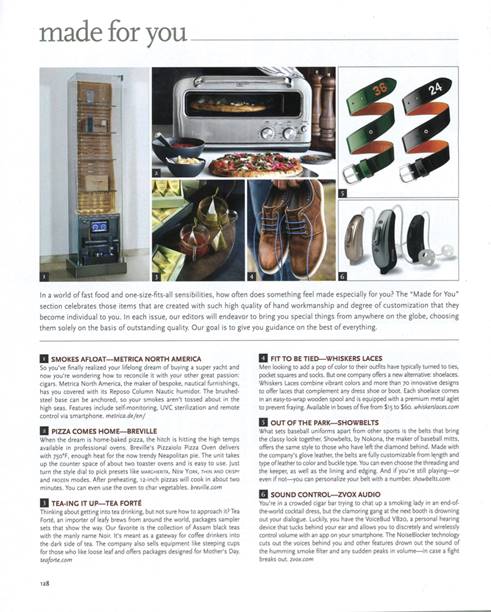 made for you
36
24
1
2
3
4
5
6
In a world of fast food and one-size-fits-all sensibilities, how often does something feel made especially for you? The “Made for You”
section celebrates those items that are created with such high quality of hand workmanship and degree of customization that they
become individual to you. In each issue, our editors will endeavor to bring you special things from anywhere on the globe, choosing
them solely on the basis of outstanding quality. Our goal is to give you guidance on the best of everything.
1 SMOKES AFLOAT—METRICA NORTH AMERICA
So you’ve finally realized your lifelong dream of buying a super yacht and
now you’re wondering how to reconcile it with your other great passion:
cigars. Metrica North America, the maker of bespoke, nautical furnishings,
has you covered with its Reposo Column Nautic humidor. The brushed-
steel base can be anchored, so your smokes aren’t tossed about in the
high seas. Features include self-monitoring, UVC sterilization and remote
control via smartphone. metrica.de/en/
2 PIZZA COMES HOME—BREVILLE
When the dream is home-baked pizza, the hitch is hitting the high temps
available in professional ovens. Breville’s Pizzaiolo Pizza Oven delivers
with 750°F, enough heat for the now trendy Neapolitan pie. The unit takes
up the counter space of about two toaster ovens and is easy to use. Just
turn the style dial to pick presets like MARGHERITA, NEW YORK, THIN AND CRISPY
and FROZEN modes. After preheating, 12-inch pizzas will cook in about two
minutes. You can even use the oven to char vegetables. breville.com
3 TEA-ING IT UP—TEA FORTÉ
Thinking about getting into tea drinking, but not sure how to approach it? Tea
Forté, an importer of leafy brews from around the world, packages sampler
sets that show the way. Our favorite is the collection of Assam black teas
with the manly name Noir. It’s meant as a gateway for coffee drinkers into
the dark side of tea. The company also sells equipment like steeping cups
for those who like loose leaf and offers packages designed for Mother’s Day.
teaforte.com
4 FIT TO BE TIED—WHISKERS LACES
Men looking to add a pop of color to their outfits have typically turned to ties,
pocket squares and socks. But one company offers a new alternative: shoelaces.
Whiskers Laces combine vibrant colors and more than 70 innovative designs
to offer laces that complement any dress shoe or boot. Each shoelace comes
in an easy-to-wrap wooden spool and is equipped with a premium metal aglet
to prevent fraying. Available in boxes of five from $15 to $60. whiskerslaces.com
5 OUT OF THE PARK—SHOWBELTS
What sets baseball uniforms apart from other sports is the belts that bring
the classy look together. Showbelts, by Nokona, the maker of baseball mitts,
offers the same style to those who have left the diamond behind. Made with
the company’s glove leather, the belts are fully customizable from length and
type of leather to color and buckle type. You can even choose the threading and
the keeper, as well as the lining and edging. And if you’re still playing—or
even if not—you can personalize your belt with a number. showbelts.com
6 SOUND CONTROL—ZVOX AUDIO
You’re in a crowded cigar bar trying to chat up a smoking lady in an end-of-
the-world cocktail dress, but the clamoring gang at the next booth is drowning
out your dialogue. Luckily, you have the VoiceBud VB20, a personal hearing
device that tucks behind your ear and allows you to discretely and wirelessly
control volume with an app on your smartphone. The NoiseBlocker technology
cuts out the voices behind you and other features drown out the sound of
the humming smoke filter and any sudden peaks in volume—in case a fight
breaks out. zvox.com
128